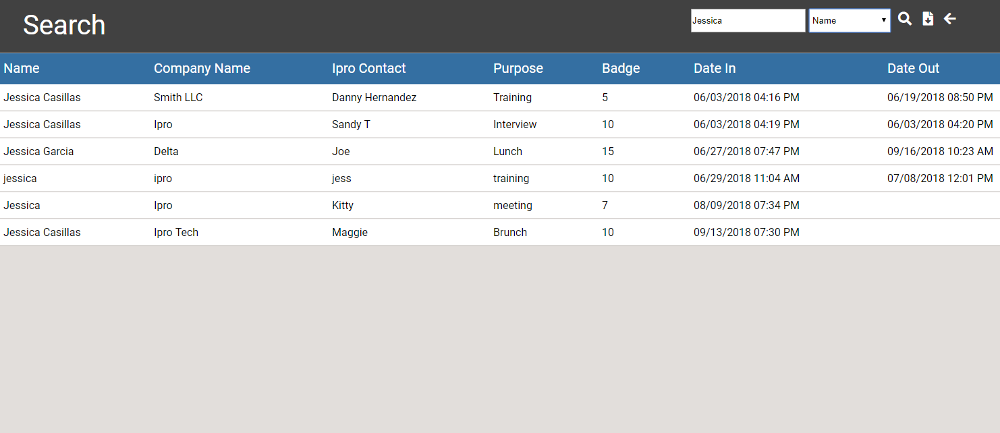 Search Jessica Name
Name Company Name Ipro Contact Purpose Badge Date In Date Out
Jessica Casillas Smith LLC Danny Hernandez Training 5 06/03/2018 04:16 PM 06/19/2018 08:50 PM
Jessica Casillas Ipro Sandy T Interview 10 06/03/2018 04:19 PM 06/03/2018 04:20 PM
Jessica Garcia Delta Joe Lunch 15 06/27/2018 07:47 PM 09/16/2018 10:23 AM
jessica ipro jess training 10 06/29/2018 11:04 AM 07/08/2018 12:01 PM
Jessica Ipro Kitty meeting 7 08/09/2018 07:34 PM
Jessica Casillas Ipro Tech Maggie Brunch 10 09/13/2018 07:30 PM